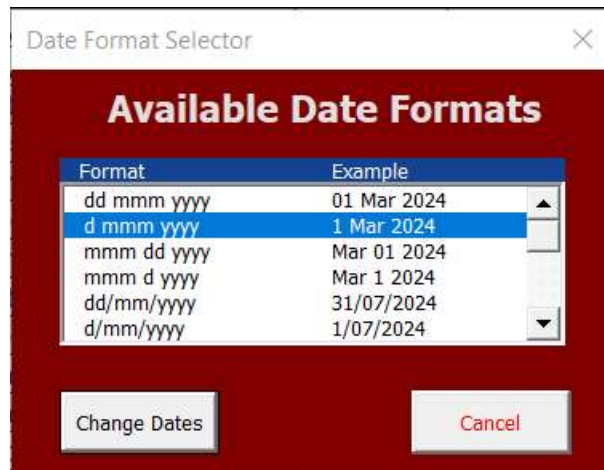 Date Format Selector
Available Date Formats
Format Example
dd mmm yyyy 01 Mar 2024
d mmm yyyy 1 Mar 2024
mmm dd yyyy Mar 01 2024
mmm d yyyy Mar 1 2024
dd/mm/yyyy 31/07/2024
d/mm/yyyy 1/07/2024
Change Dates Cancel